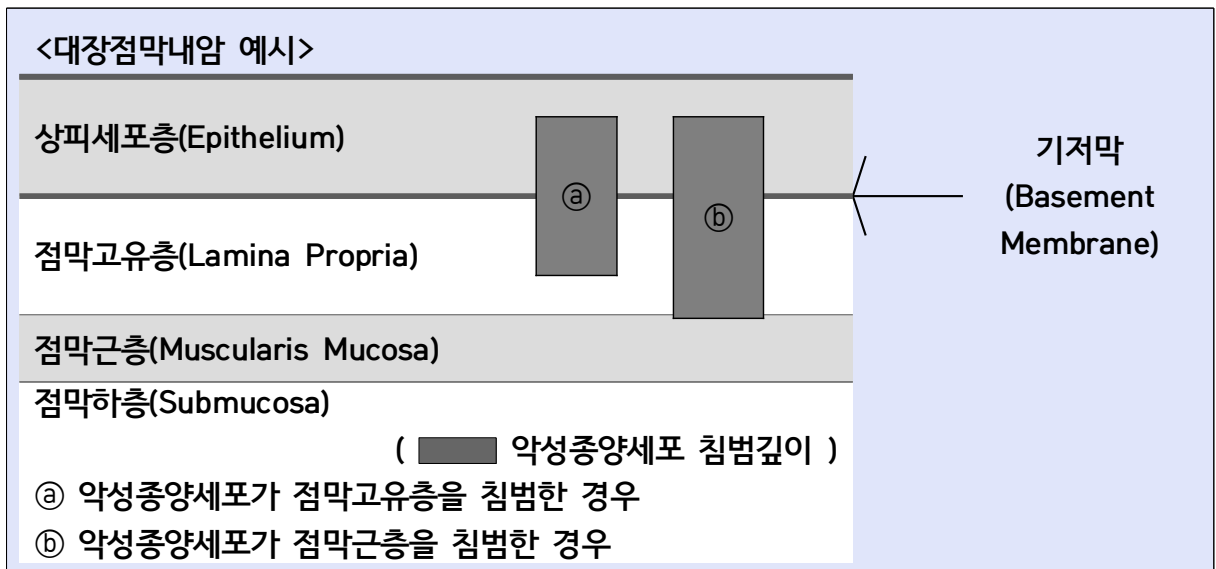 <대장점막내암 예시>
상피세포층(Epithelium)
기저막
(Basement
Membrane)
ⓐ
ⓑ
점막고유층(Lamina Propria)
점막근층(Muscularis Mucosa)
점막하층(Submucosa)
( 악성종양세포 침범깊이 )
ⓐ 악성종양세포가 점막고유층을 침범한 경우
ⓑ 악성종양세포가 점막근층을 침범한 경우